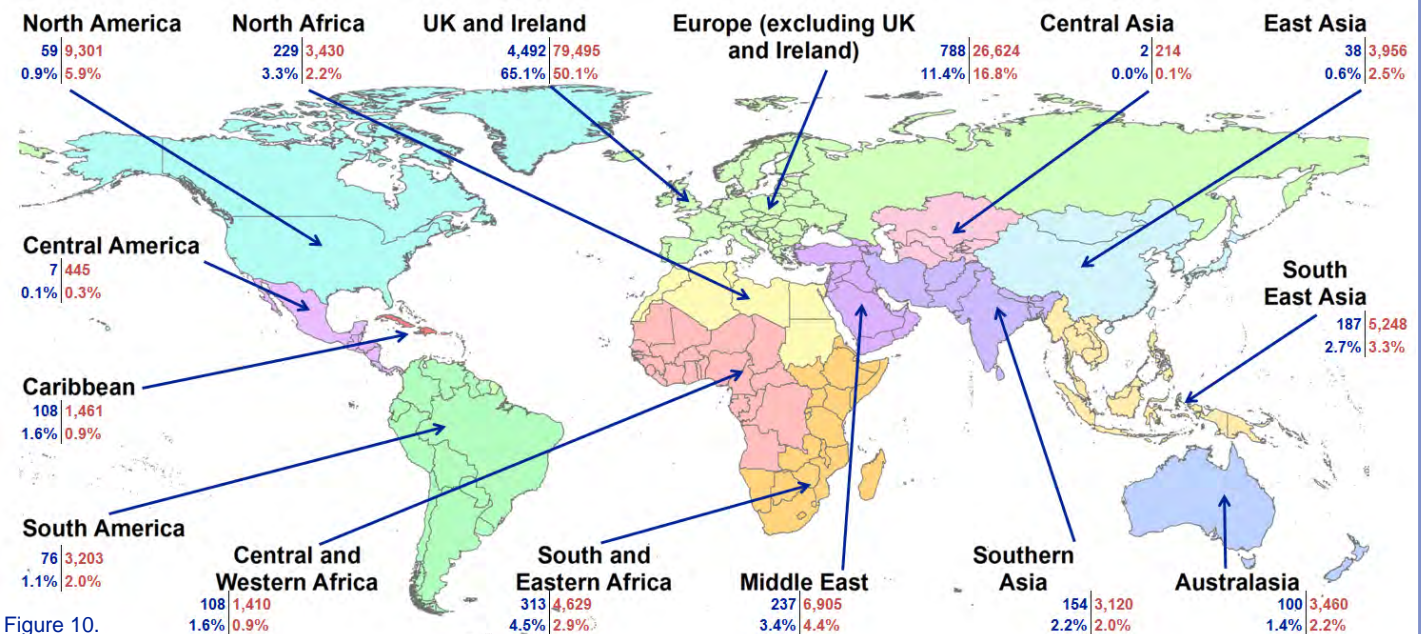 North America
59 9,301
0.9% 5.9%
North Africa
229 3,430
3.3% 2.2%
UK and Ireland
4,492 79,495
65.1% 50.1%
Europe (excluding UK
and Ireland)
788 26,624
11.4% 16.8%
Central Asia
2 214
0.0% 0.1%
East Asia
38 3,956
0.6% 2.5%
Central America
7 445
0.1% 0.3%
South
East Asia
187 5,248
2.7% 3.3%
Caribbean
108 1,461
1.6% 0.9%
South America
76 3,203
1.1% 2.0%
Central and
Western Africa
108 1,410
1.6% 0.9%
South and
Eastern Africa
313 4,629
4.5% 2.9%
Middle East
237 6,905
3.4% 4.4%
Southern
Asia
154 3,120
2.2% 2.0%
Australasia
100 3,460
1.4% 2.2%
Figure 10.